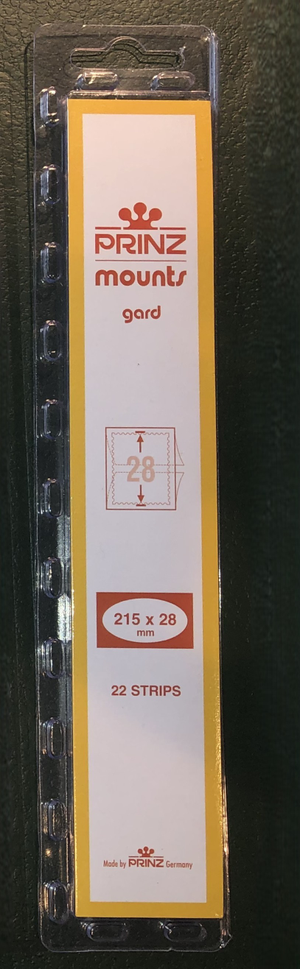 PRINZ
mounts
gard
28
215 x 28
mm
22 STRIPS
Made by PRINZ Germany